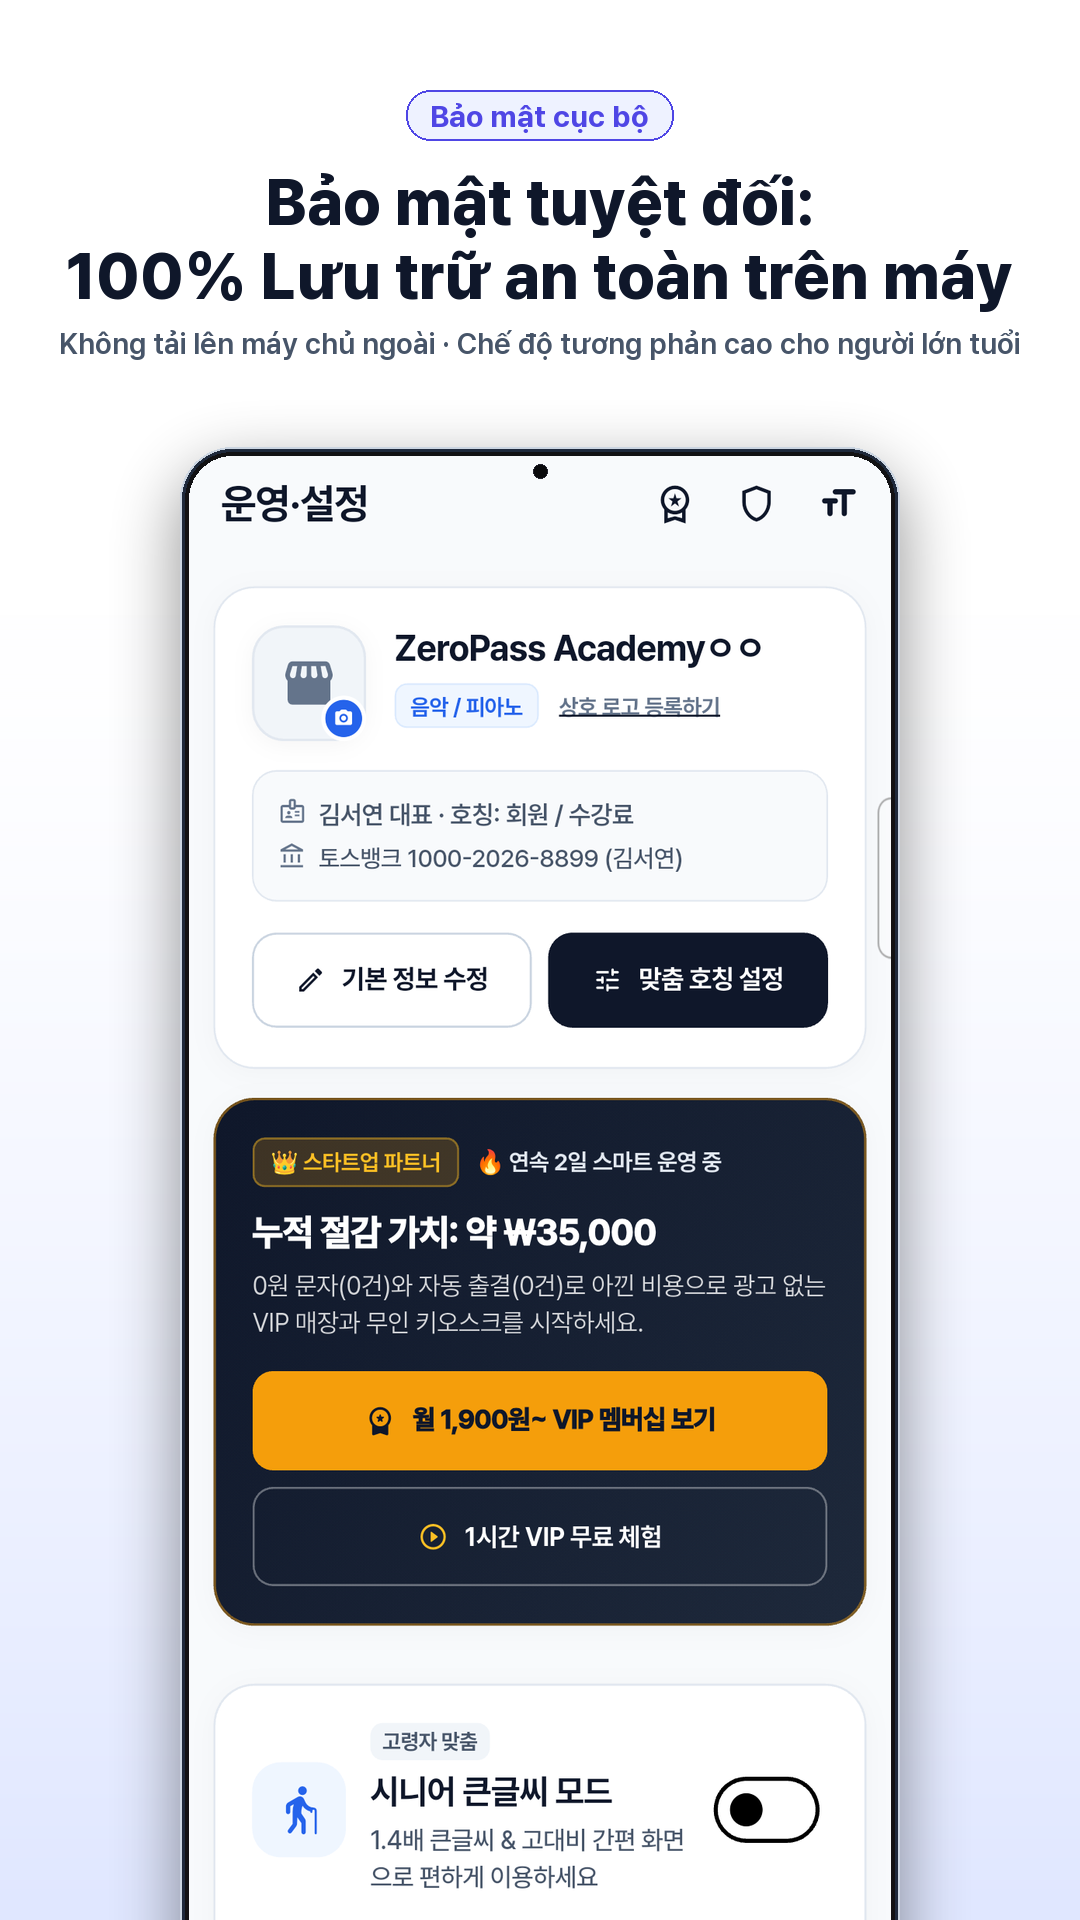 Bảo mật cục bộ
Bảo mật tuyệt đối:
100% Lưu trữ an toàn trên máy
Không tải lên máy chủ ngoài · Chế độ tương phản cao cho người lớn tuổi
운영·설정
ZeroPass Academyㅇㅇ
음악 / 피아노
상호 로고 등록하기
김서연 대표 · 호칭: 회원 / 수강료
토스뱅크 1000-2026-8899 (김서연)
기본 정보 수정
맞춤 호칭 설정
👑 스타트업 파트너
🔥 연속 2일 스마트 운영 중
누적 절감 가치: 약 ₩35,000
0원 문자(0건)와 자동 출결(0건)로 아낀 비용으로 광고 없는
VIP 매장과 무인 키오스크를 시작하세요.
월 1,900원~ VIP 멤버십 보기
1시간 VIP 무료 체험
고령자 맞춤
시니어 큰글씨 모드
1.4배 큰글씨 & 고대비 간편 화면
으로 편하게 이용하세요